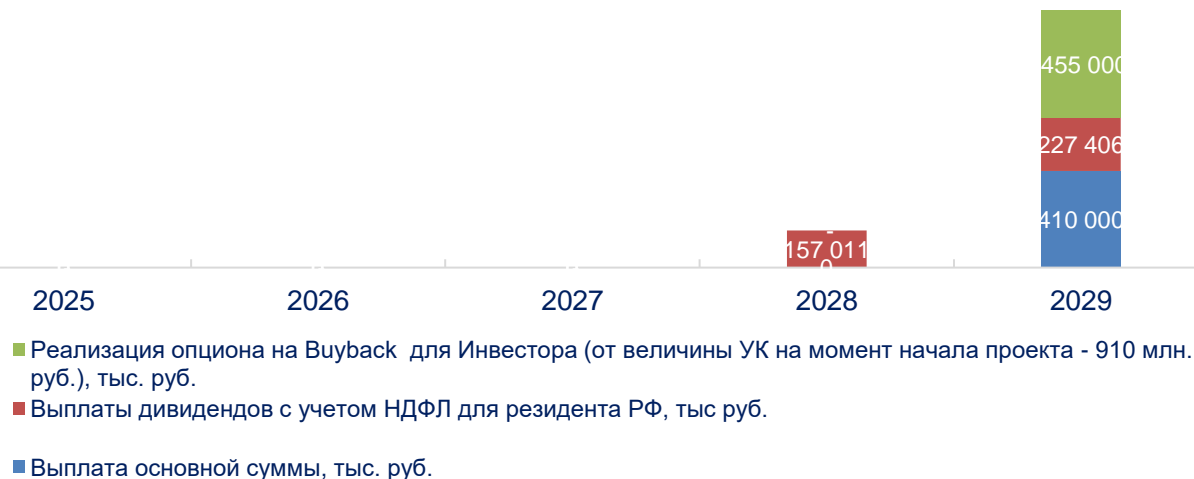 455 000
227 406
410 000
-
157 011
0
2025 2026 2027 2028 2029
Реализация опциона на Buyback для Инвестора (от величины УК на момент начала проекта - 910 млн.
руб.), тыс. руб.
Выплаты дивидендов с учетом НДФЛ для резидента РФ, тыс руб.
Выплата основной суммы, тыс. руб.